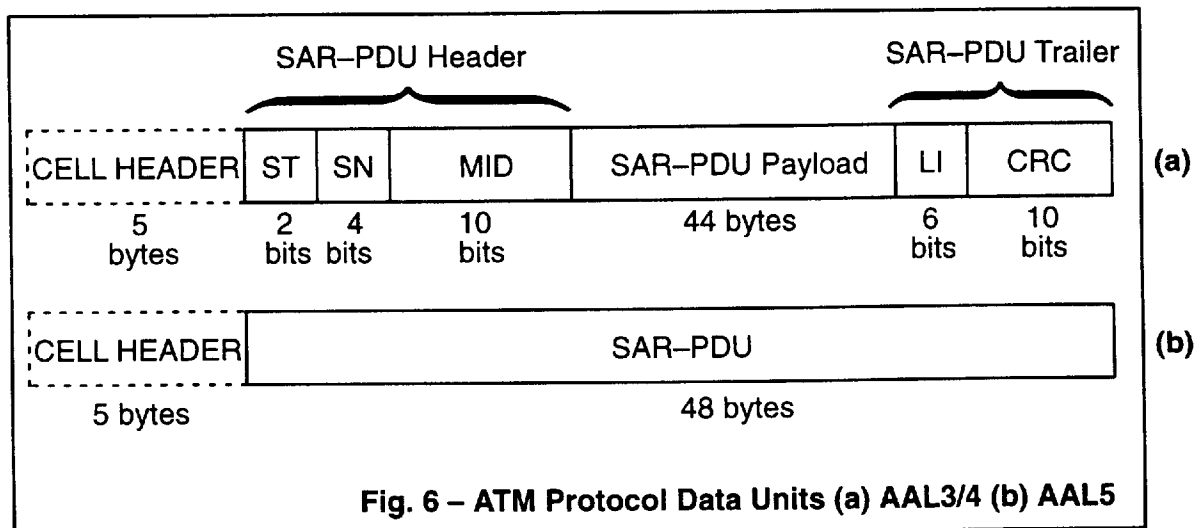 SAR–PDU Header
SAR–PDU Trailer
CELL HEADER ST SN MID SAR–PDU Payload LI CRC (a)
5 bytes 2 bits 4 bits 10 bits 44 bytes 6 bits 10 bits
CELL HEADER SAR–PDU (b)
5 bytes 48 bytes
Fig. 6 – ATM Protocol Data Units (a) AAL3/4 (b) AAL5